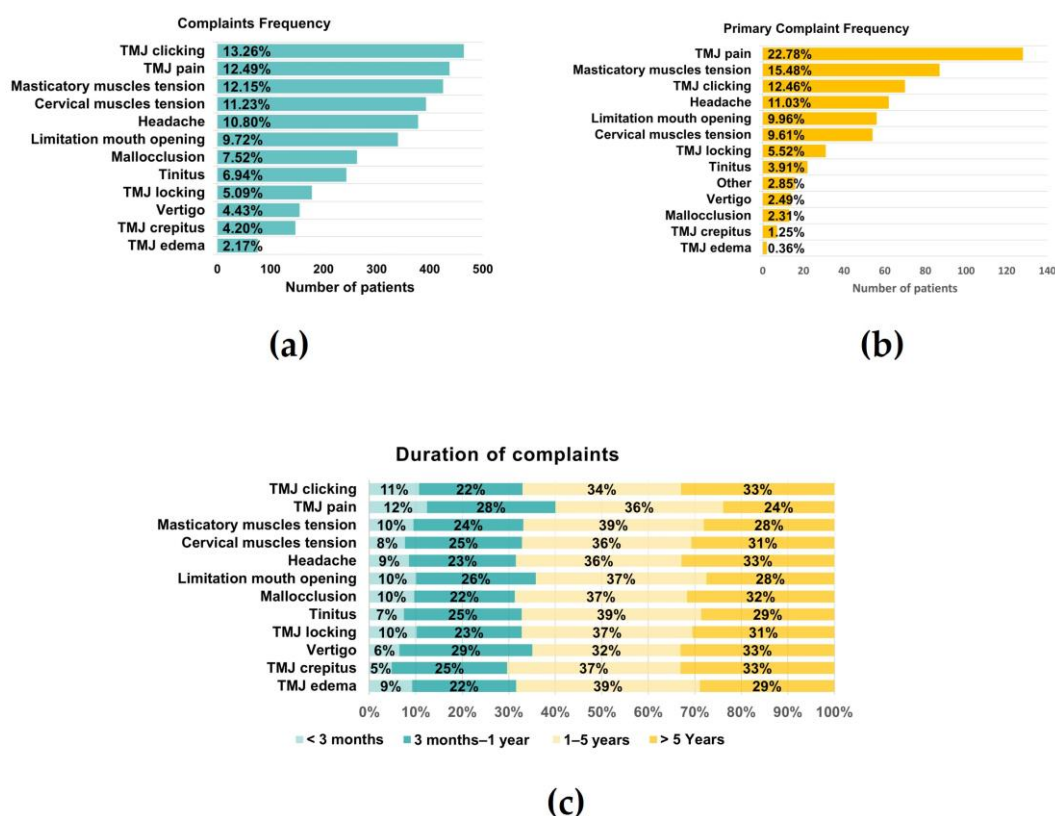 Complaints Frequency
TMJ clicking 13.26%
TMJ pain 12.49%
Masticatory muscles tension 12.15%
Cervical muscles tension 11.23%
Headache 10.80%
Limitation mouth opening 9.72%
Mallocclusion 7.52%
Tinitus 6.94%
TMJ locking 5.09%
Vertigo 4.43%
TMJ crepitus 4.20%
TMJ edema 2.17%
0 100 200 300 400 500
Number of patients
(a)
Primary Complaint Frequency
TMJ pain 22.78%
Masticatory muscles tension 15.48%
TMJ clicking 12.46%
Headache 11.03%
Limitation mouth opening 9.96%
Cervical muscles tension 9.61%
TMJ locking 5.52%
Tinitus 3.91%
Other 2.85%
Vertigo 2.49%
Mallocclusion 2.31%
TMJ crepitus 1.25%
TMJ edema 0.36%
0 20 40 60 80 100 120 140
Number of patients
(b)
Duration of complaints
TMJ clicking 11% 22% 34% 33%
TMJ pain 12% 28% 36% 24%
Masticatory muscles tension 10% 24% 39% 28%
Cervical muscles tension 8% 25% 36% 31%
Headache 9% 23% 36% 33%
Limitation mouth opening 10% 26% 37% 28%
Mallocclusion 10% 22% 37% 32%
Tinitus 7% 25% 39% 29%
TMJ locking 10% 23% 37% 31%
Vertigo 6% 29% 32% 33%
TMJ crepitus 5% 25% 37% 33%
TMJ edema 9% 22% 39% 29%
0% 10% 20% 30% 40% 50% 60% 70% 80% 90% 100%
< 3 months 3 months–1 year 1–5 years > 5 Years
(c)